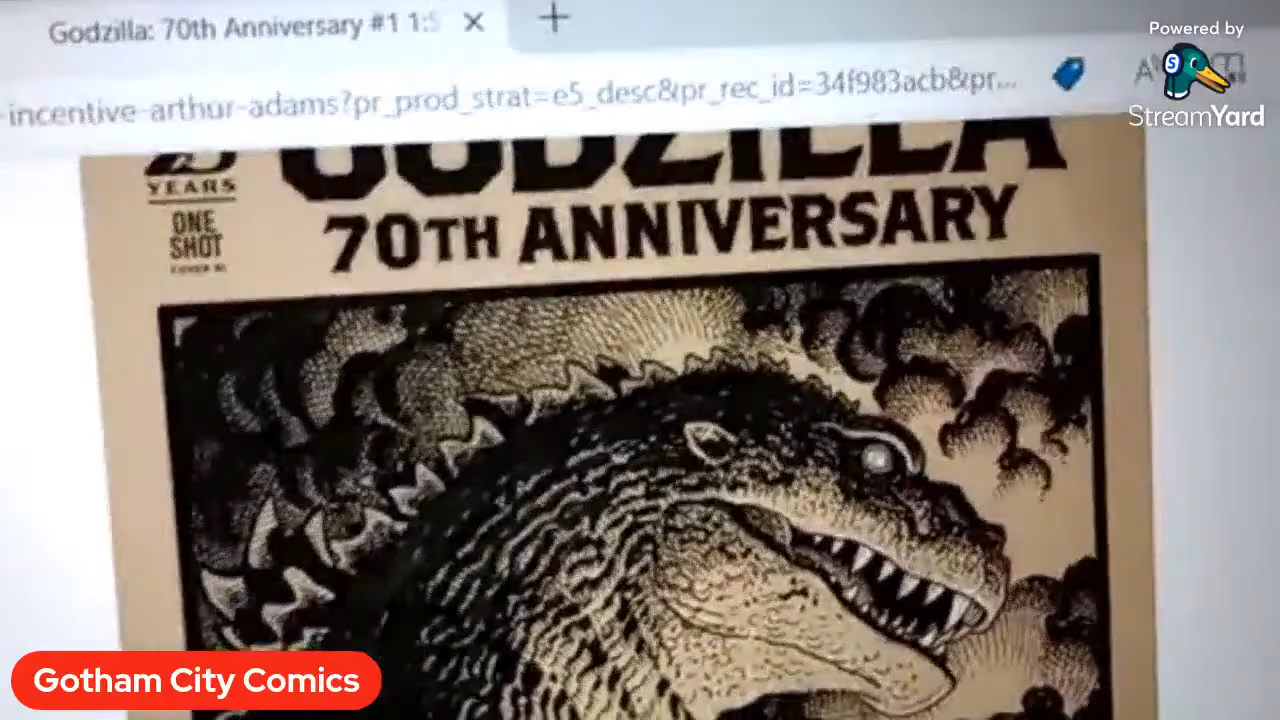 Godzilla: 70th Anniversary #1 1:5
Powered by
StreamYard
-incentive-arthur-adams?pr_prod_strat=e5_desc&pr_rec_id=34f983acb&pr...
GODZILLA
70TH ANNIVERSARY
YEARS
ONE
SHOT
Gotham City Comics